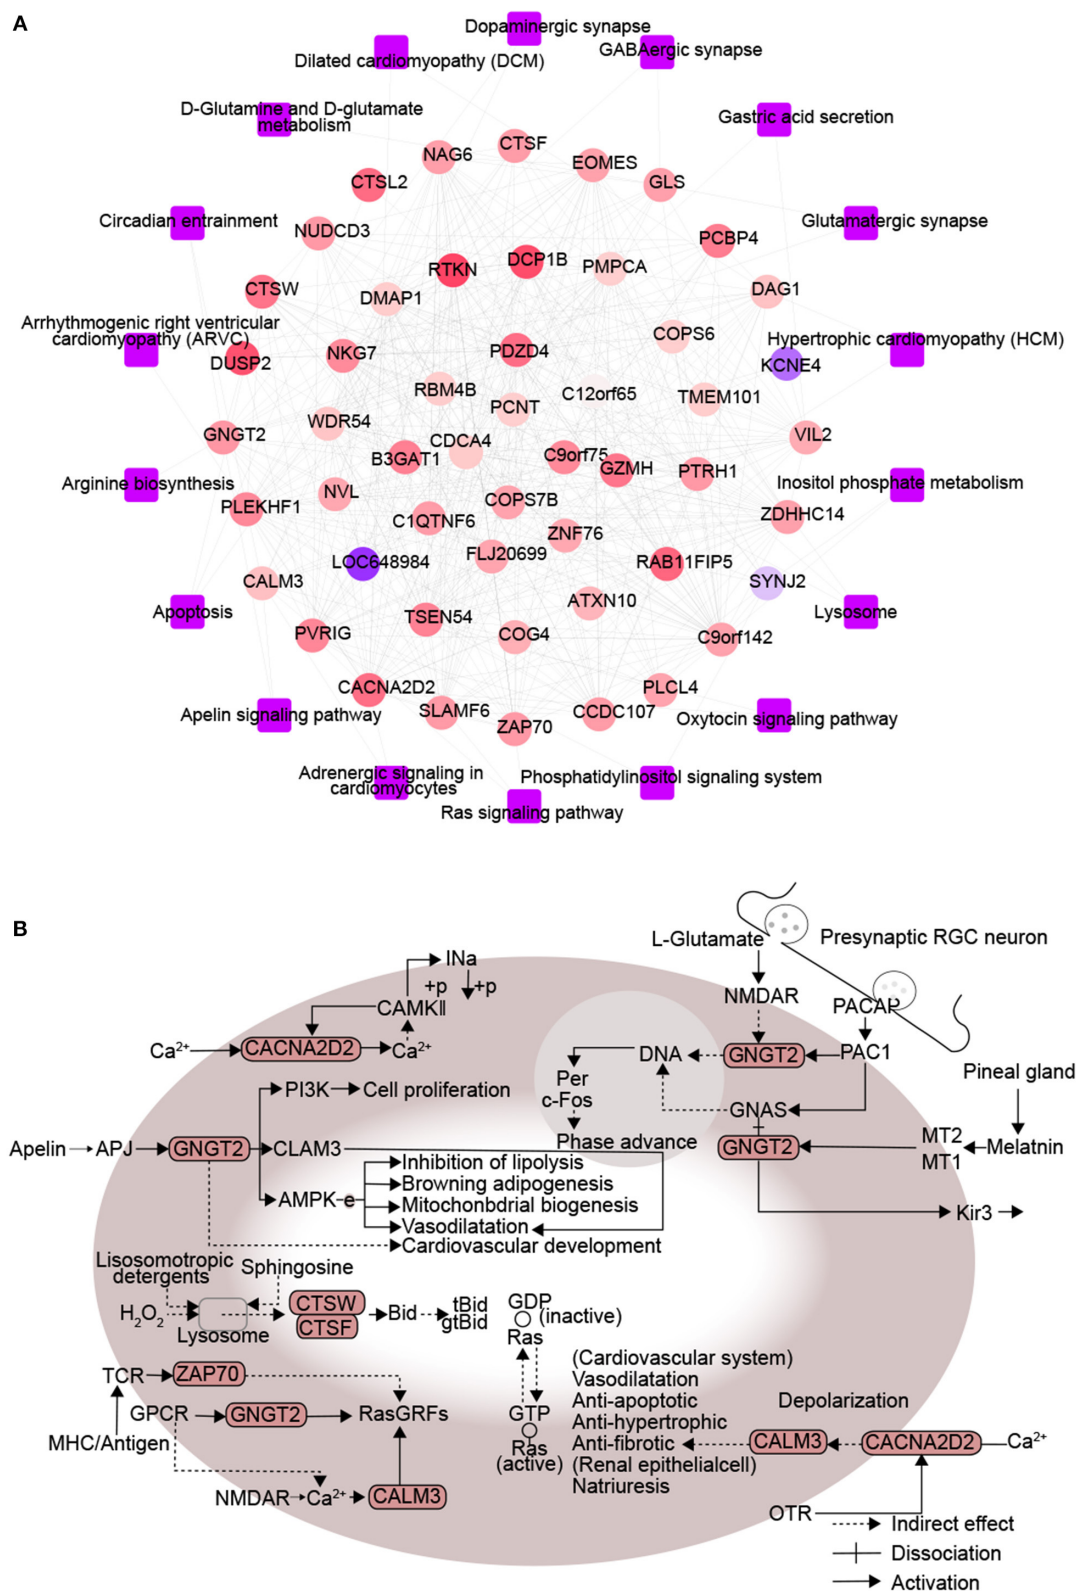 A
Dopaminergic synapse
GABAergic synapse
Dilated cardiomyopathy (DCM)
D-Glutamine and D-glutamate
metabolism
Gastric acid secretion
CTSF
NAG6
EOMES
CTSL2
GLS
Circadian entrainment
Glutamatergic synapse
NUDCD3
PCBP4
RTKN
DCP1B
PMPCA
CTSW
DMAP1
DAG1
Arrhythmogenic right ventricular
cardiomyopathy (ARVC)
COPS6
Hypertrophic cardiomyopathy (HCM)
DUSP2
NKG7
PDZD4
KCNE4
RBM4B
C12orf65
TMEM101
PCNT
WDR54
GNGT2
CDCA4
VIL2
B3GAT1
C9orf75
GZMH
PTRH1
Arginine biosynthesis
Inositol phosphate metabolism
NVL
PLEKHF1
COPS7B
ZDHHC14
C1QTNF6
ZNF76
LOC648984
FLJ20699
RAB11FIP5
CALM3
SYNJ2
ATXN10
Apoptosis
Lysosome
TSEN54
PVRIG
COG4
C9orf142
CACNA2D2
PLCL4
SLAMF6
CCDC107
Apelin signaling pathway
ZAP70
Oxytocin signaling pathway
Adrenergic signaling in
cardiomyocytes
Phosphatidylinositol signaling system
Ras signaling pathway
B
L-Glutamate
Presynaptic RGC neuron
INa
+p
+p
NMDAR
CAMKII
PACAP
Ca²⁺
CACNA2D2
Ca²⁺
DNA
GNGT2
PAC1
Per
c-Fos
Pineal gland
PI3K
Cell proliferation
GNAS
Phase advance
Apelin
APJ
GNGT2
CLAM3
GNGT2
MT2
MT1
Melatnin
Inhibition of lipolysis
Browning adipogenesis
AMPK
e
Mitochonbdrial biogenesis
Vasodilatation
Kir3
Cardiovascular development
Lisosomotropic
detergents
Sphingosine
H₂O₂
Lysosome
CTSW
CTSF
Bid
tBid
gtBid
GDP
(inactive)
Ras
TCR
ZAP70
(Cardiovascular system)
Vasodilatation
Anti-apoptotic
Anti-hypertrophic
Anti-fibrotic
(Renal epithelialcell)
Natriuresis
Depolarization
GPCR
GNGT2
RasGRFs
GTP
Ras
(active)
MHC/Antigen
CALM3
CACNA2D2
Ca²⁺
NMDAR
Ca²⁺
CALM3
OTR
Indirect effect
Dissociation
Activation